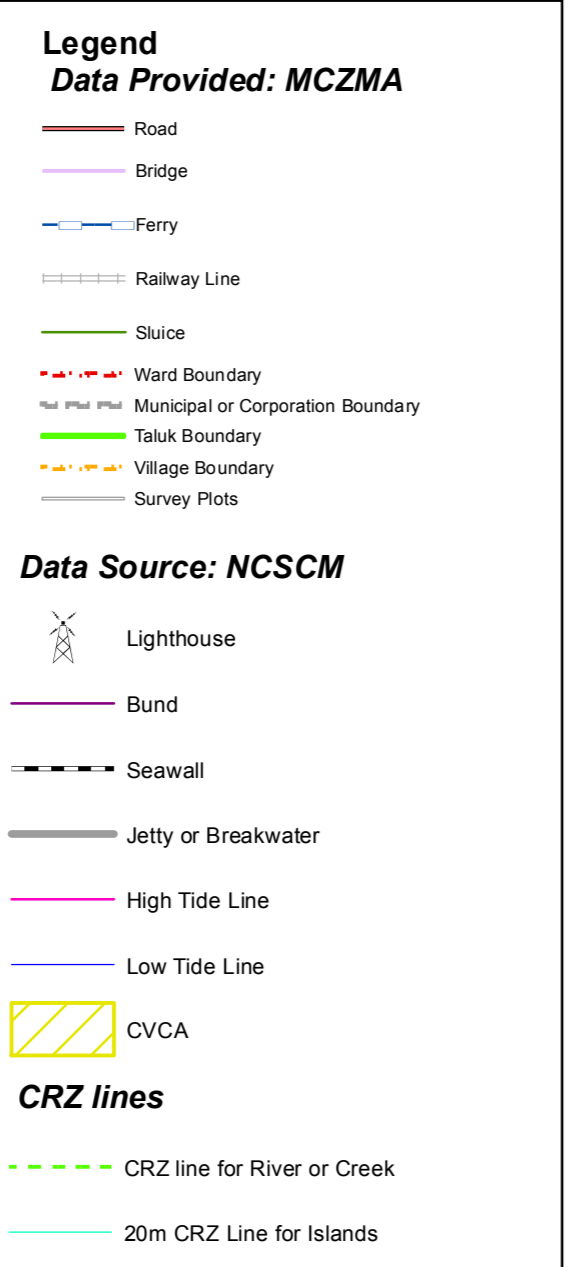 Legend
Data Provided: MCZMA
Road
Bridge
Ferry
Railway Line
Sluice
Ward Boundary
Municipal or Corporation Boundary
Taluk Boundary
Village Boundary
Survey Plots
Data Source: NCSCM
Lighthouse
Bund
Seawall
Jetty or Breakwater
High Tide Line
Low Tide Line
CVCA
CRZ lines
CRZ line for River or Creek
20m CRZ Line for Islands